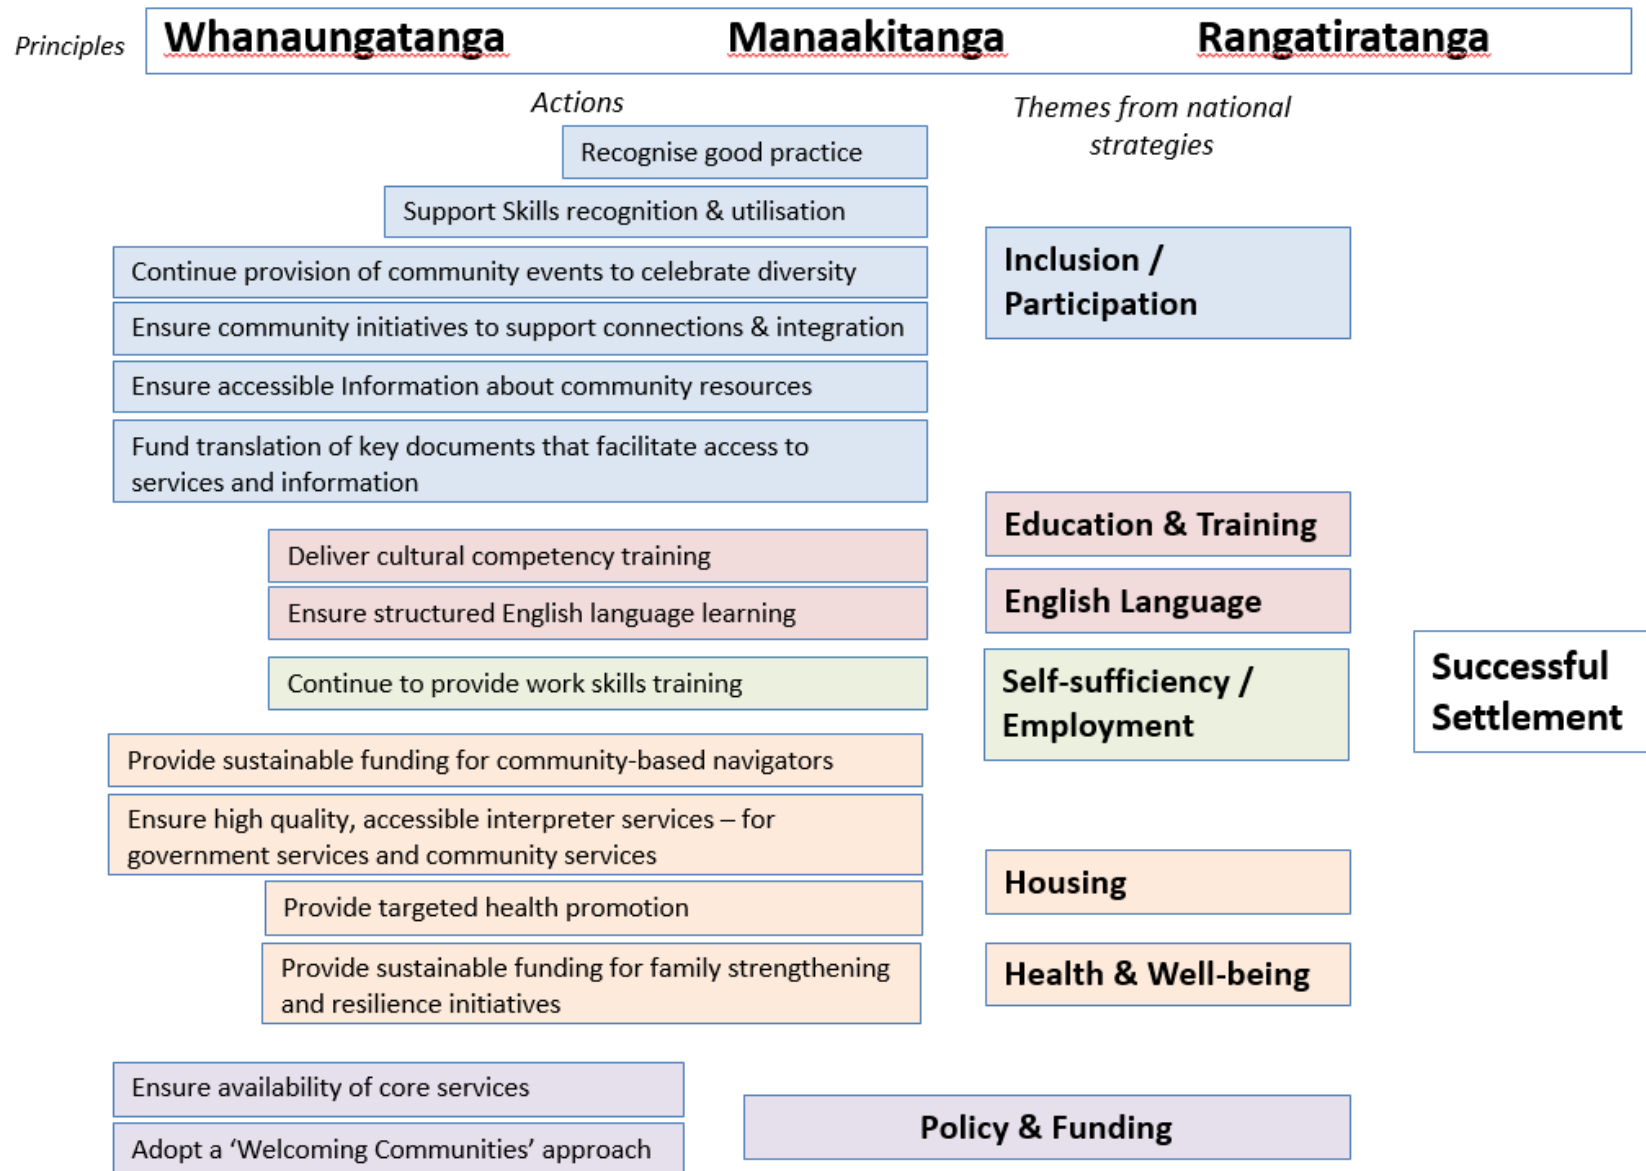 Principles
Whanaungatanga Manaakitanga Rangatiratanga
Actions
Themes from national
strategies
Recognise good practice
Support Skills recognition & utilisation
Continue provision of community events to celebrate diversity
Ensure community initiatives to support connections & integration
Ensure accessible Information about community resources
Fund translation of key documents that facilitate access to
services and information
Inclusion /
Participation
Deliver cultural competency training
Ensure structured English language learning
Education & Training
English Language
Continue to provide work skills training
Self-sufficiency /
Employment
Provide sustainable funding for community-based navigators
Ensure high quality, accessible interpreter services – for
government services and community services
Provide targeted health promotion
Provide sustainable funding for family strengthening
and resilience initiatives
Housing
Health & Well-being
Ensure availability of core services
Adopt a ‘Welcoming Communities’ approach
Policy & Funding
Successful
Settlement